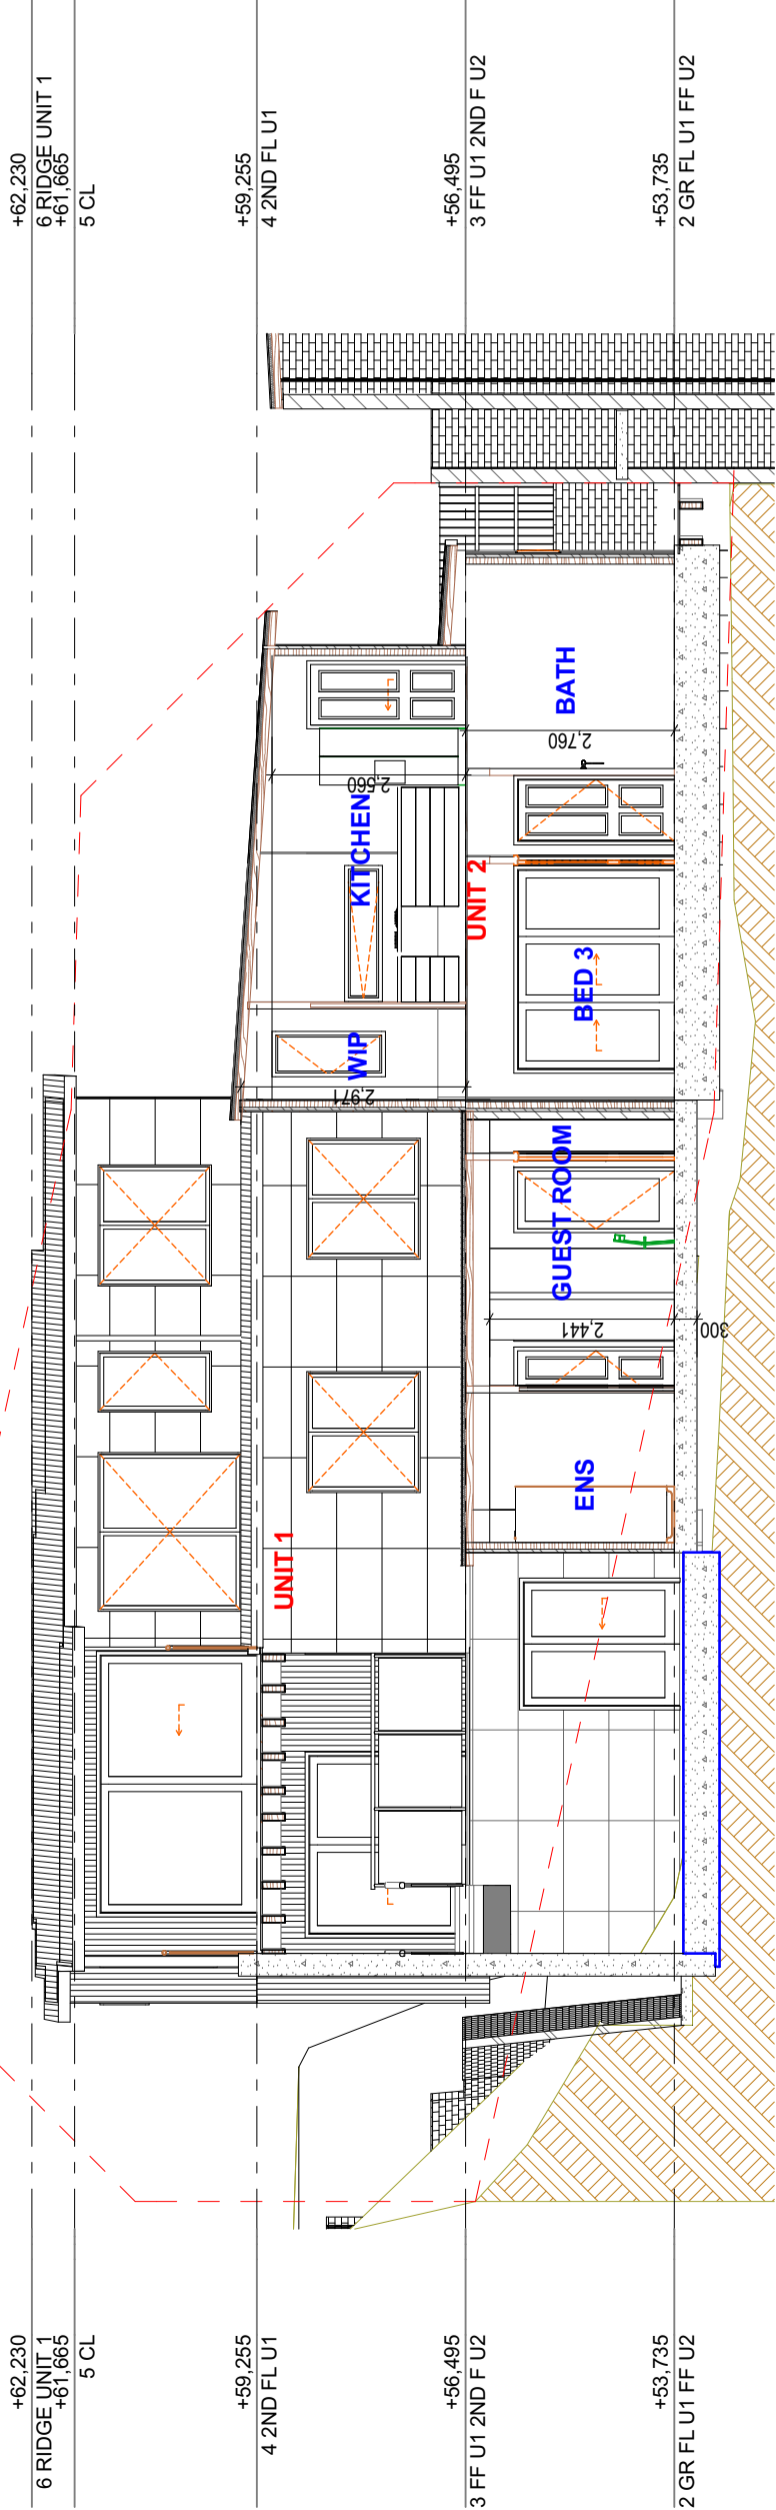 +62,230
6 RIDGE UNIT 1
+61,665
5 CL
+59,255
4 2ND FL U1
+56,495
3 FF U1 2ND F U2
+53,735
2 GR FL U1 FF U2
UNIT 1
ENS
2,441
300
GUEST ROOM
2,971
WIP
KITCHEN
2,560
UNIT 2
BED 3
2,760
BATH
+62,230
6 RIDGE UNIT 1
+61,665
5 CL
+59,255
4 2ND FL U1
+56,495
3 FF U1 2ND F U2
+53,735
2 GR FL U1 FF U2